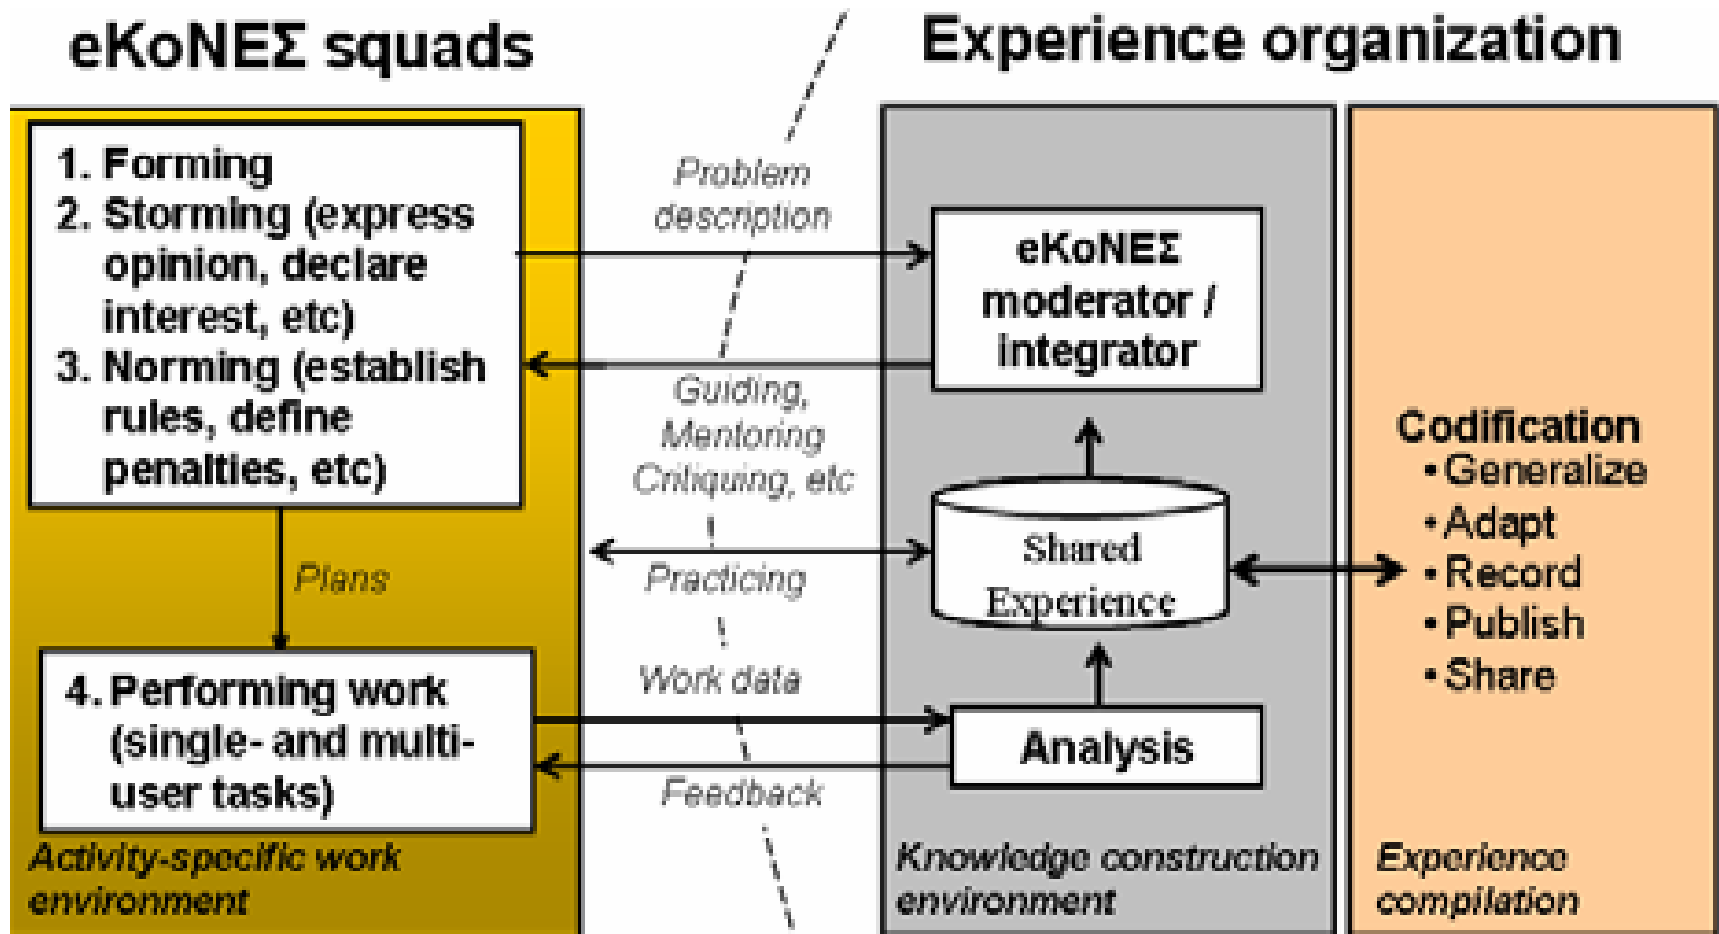 eKoNEΣ squads
Experience organization
1. Forming
2. Storming (express
opinion, declare
interest, etc)
3. Norming (establish
rules, define
penalties, etc)
Plans
4. Performing work
(single- and multi-
user tasks)
Activity-specific work
environment
Problem
description
Guiding,
Mentoring
Critiquing, etc
Practicing
Work data
Feedback
eKoNEΣ
moderator /
integrator
Shared
Experience
Analysis
Knowledge construction
environment
Codification
• Generalize
• Adapt
• Record
• Publish
• Share
Experience
compilation